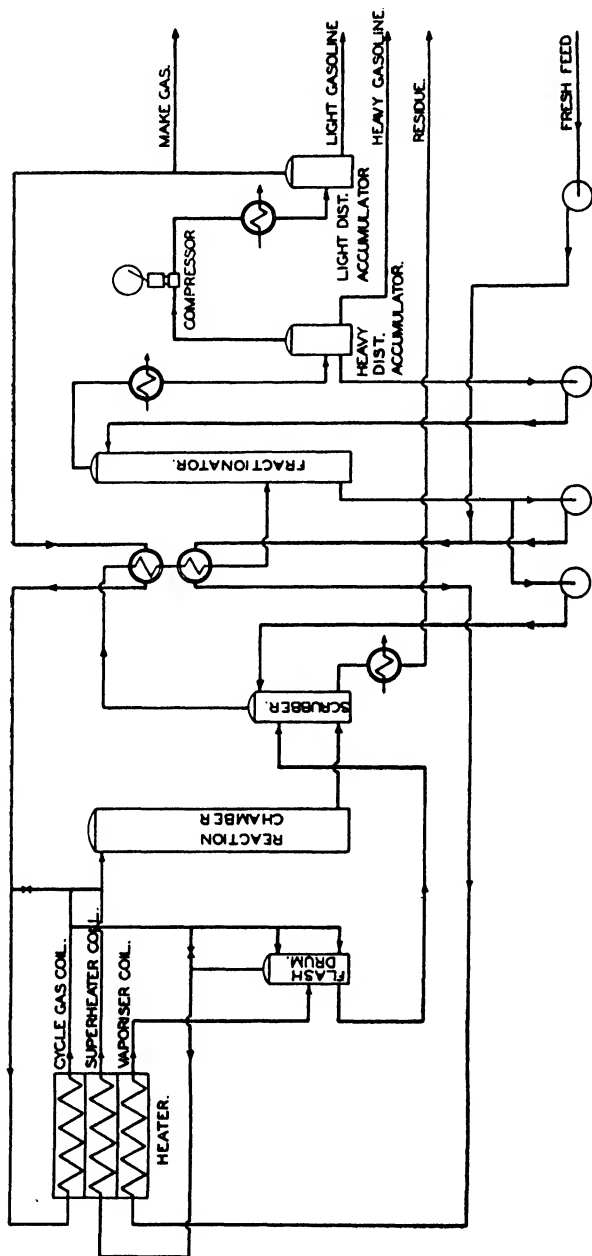 CYCLE GAS COIL.
SUPERHEATER COIL.
VAPORISER COIL.
HEATER.
FLASH
DRUM.
REACTION
CHAMBER
SCRUBBER.
FRACTIONATOR.
COMPRESSOR
HEAVY
DIST.
ACCUMULATOR.
LIGHT DIST.
ACCUMULATOR
MAKE GAS.
LIGHT GASOLINE
HEAVY GASOLINE.
RESIDUE.
FRESH FEED